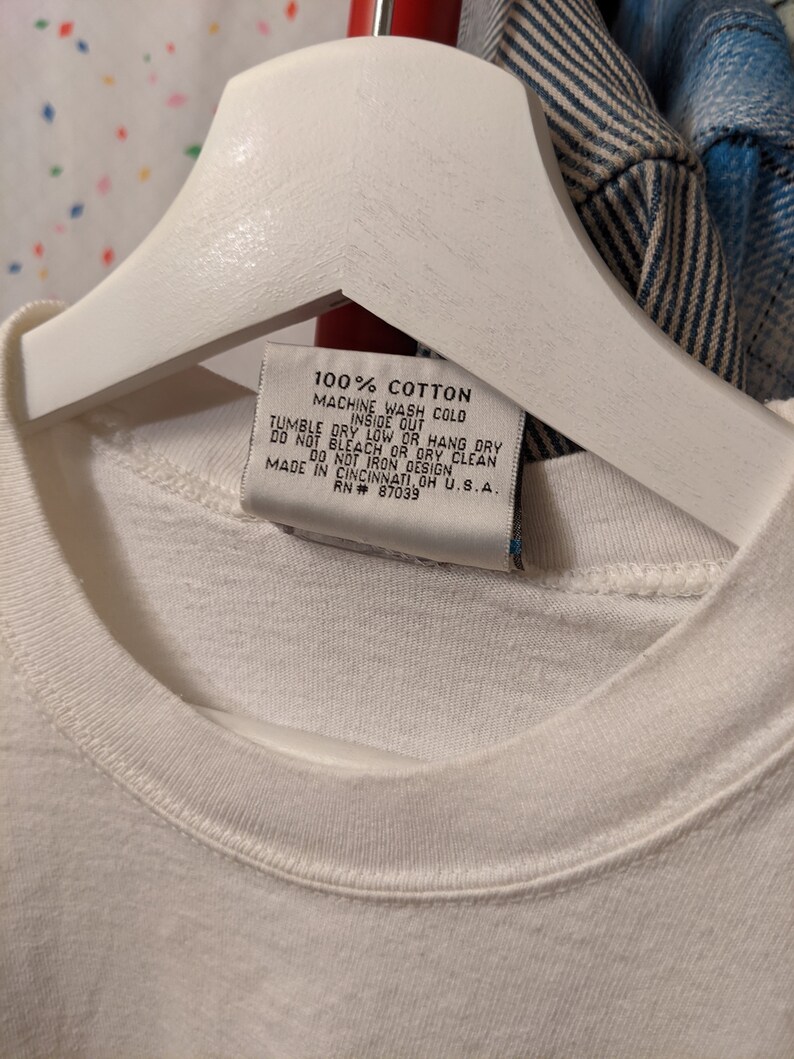 100% COTTON
MACHINE WASH COLD
INSIDE OUT
TUMBLE DRY LOW OR HANG DRY
DO NOT BLEACH OR DRY CLEAN
DO NOT IRON DESIGN
MADE IN CINCINNATI, OH U.S.A.
RN# 87039